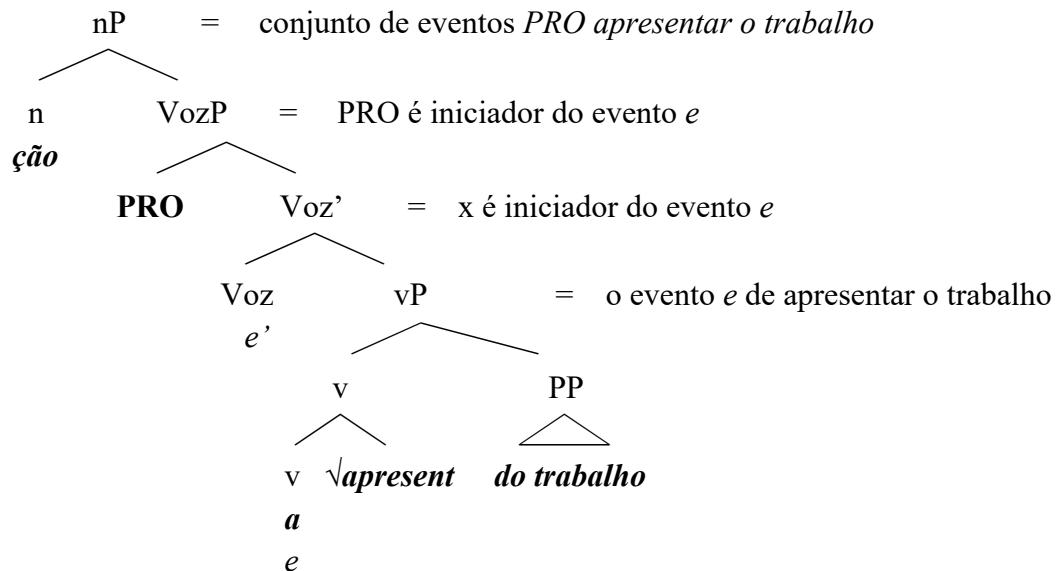 nP = conjunto de eventos PRO apresentar o trabalho
n VozP = PRO é iniciador do evento e
ção
PRO Voz’ = x é iniciador do evento e
Voz vP = o evento e de apresentar o trabalho
e’
v PP
v √apresent do trabalho
a
e